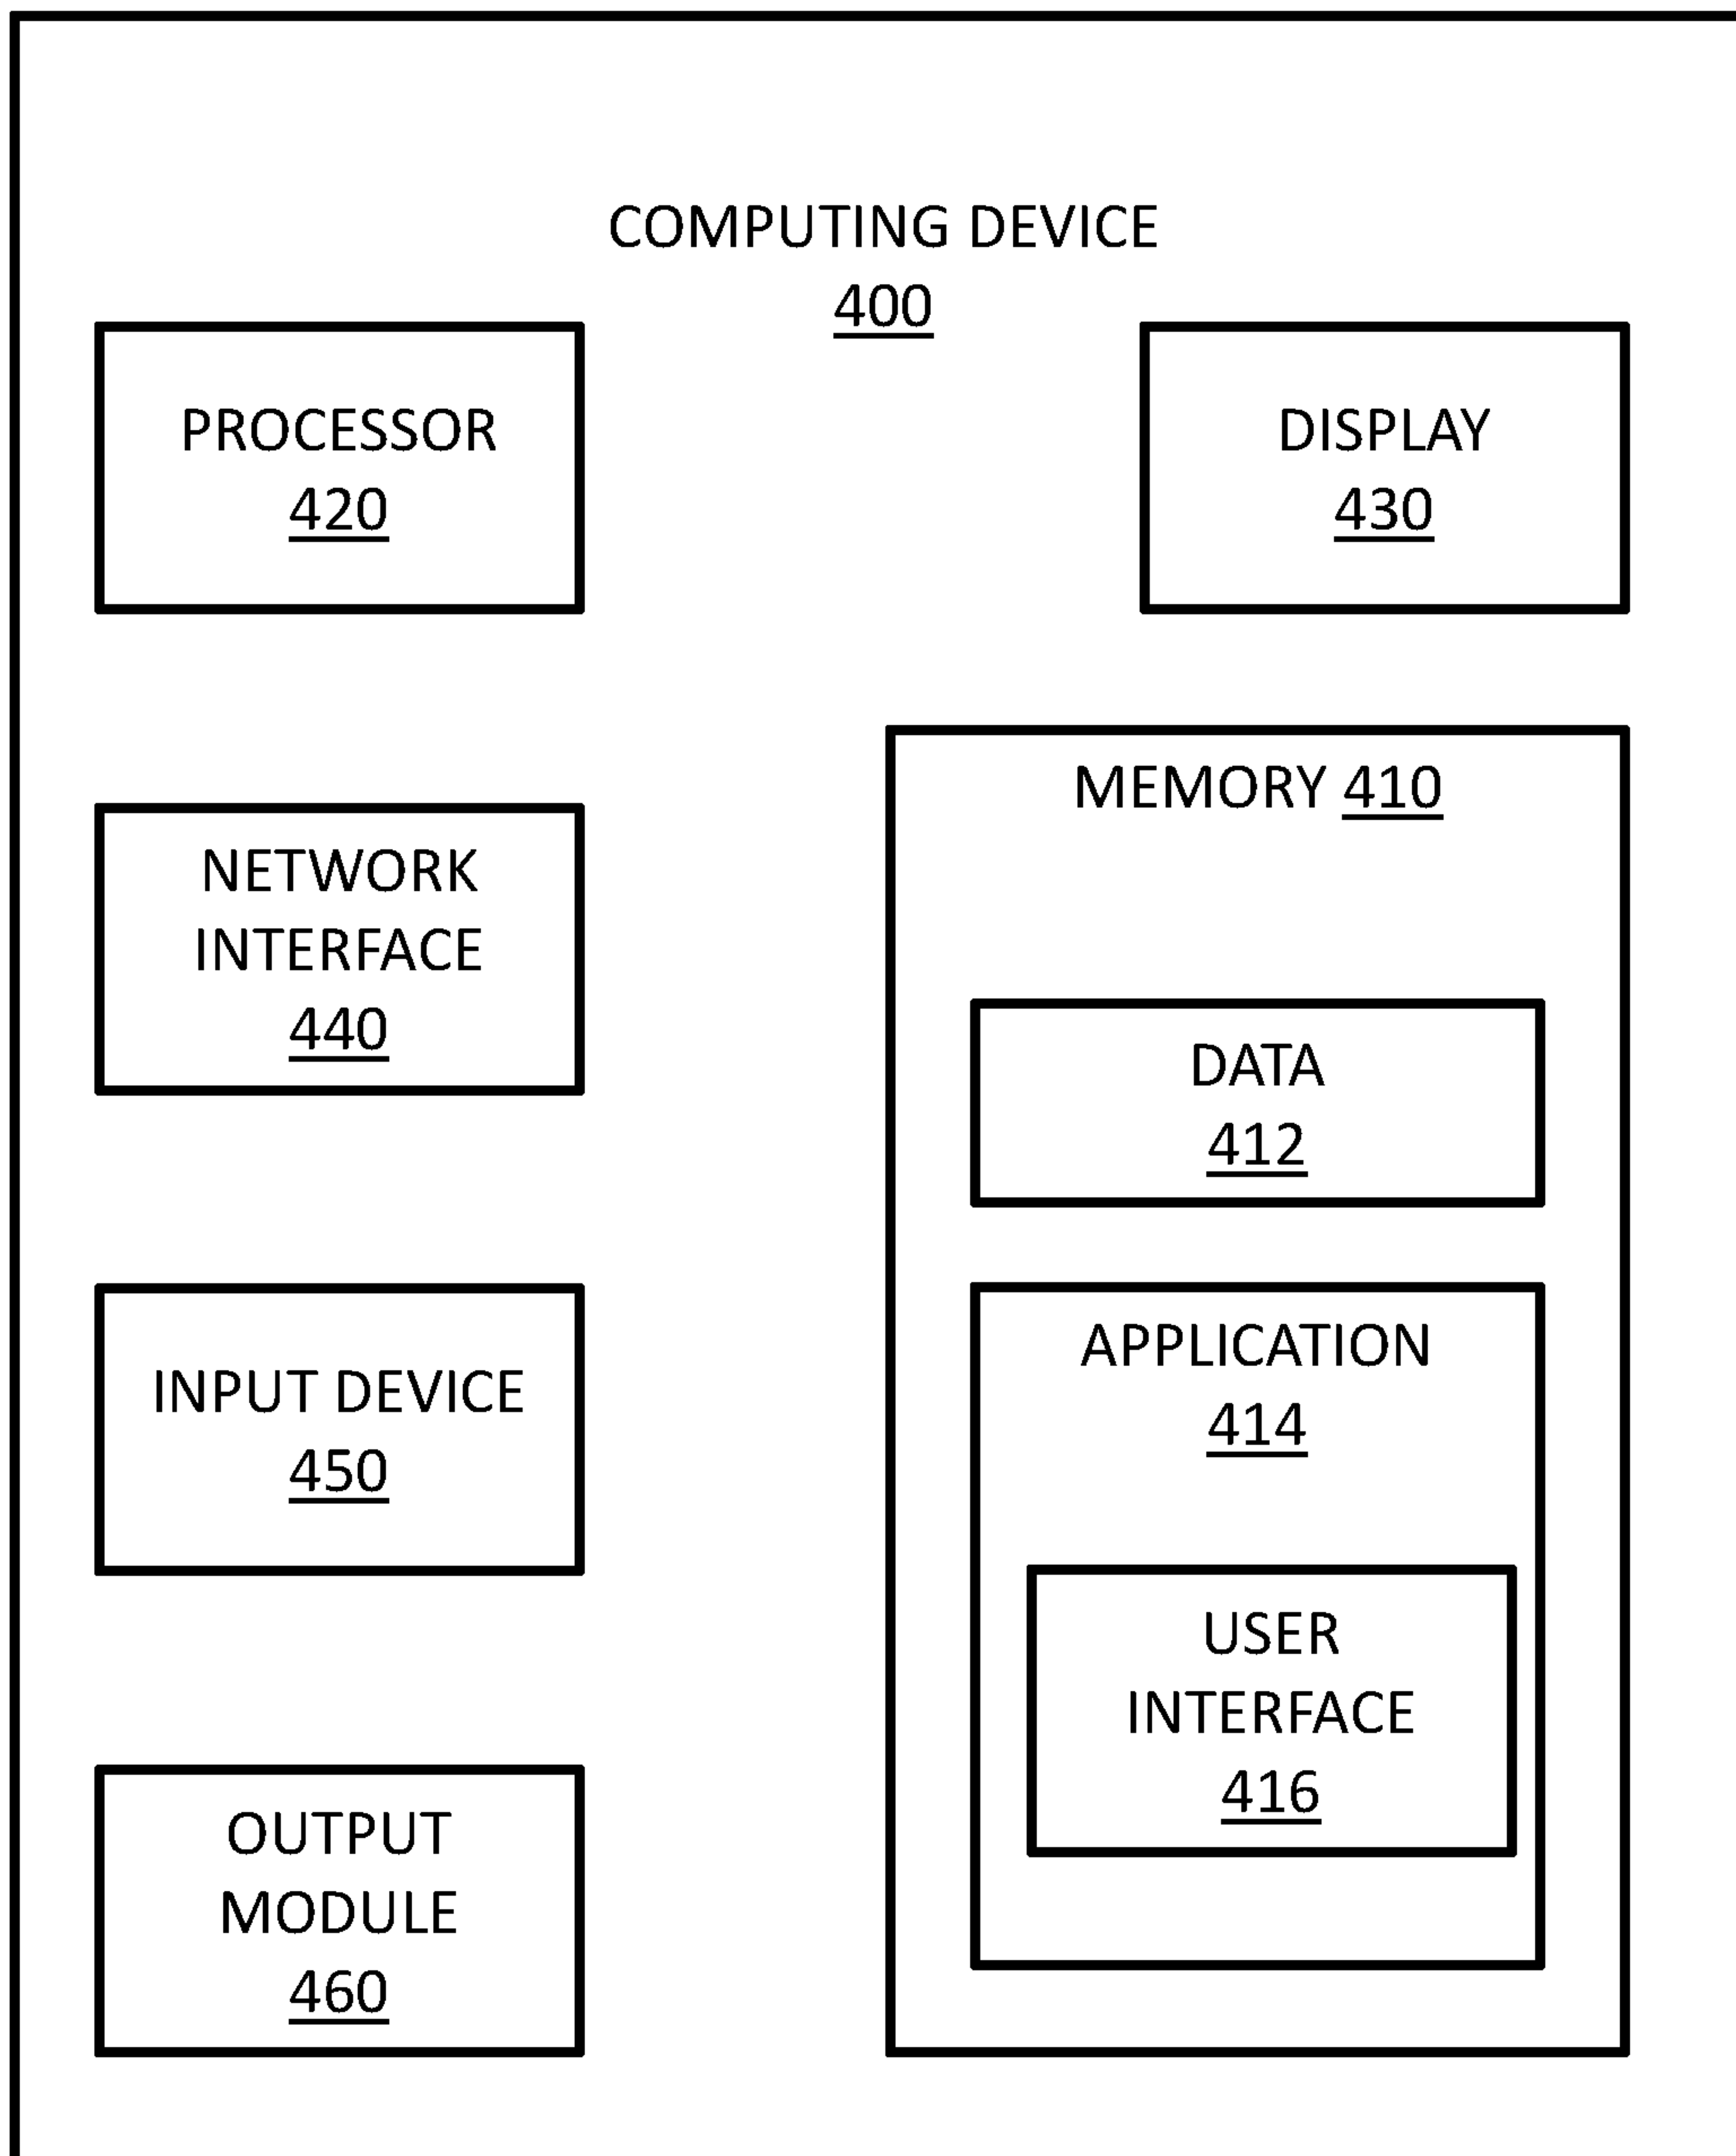 COMPUTING DEVICE
400
PROCESSOR
420
DISPLAY
430
NETWORK
INTERFACE
440
INPUT DEVICE
450
OUTPUT
MODULE
460
MEMORY 410
DATA
412
APPLICATION
414
USER
INTERFACE
416